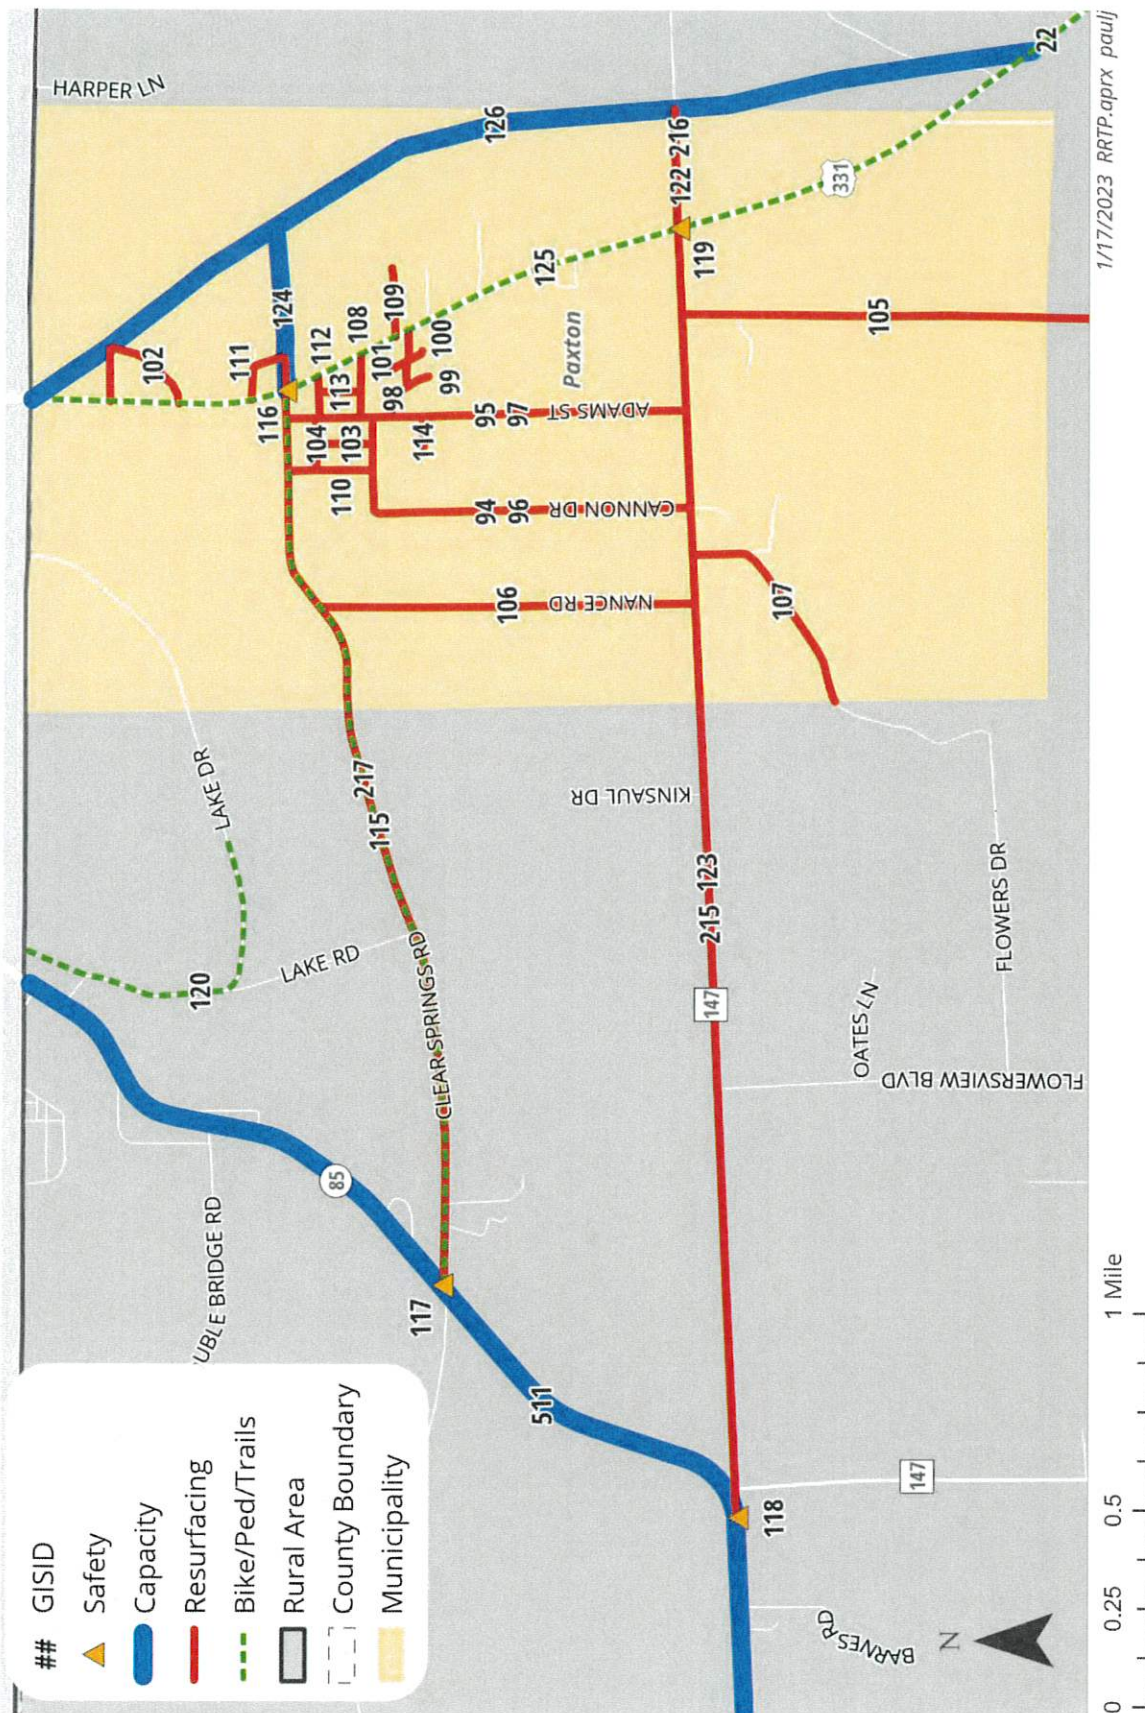 ## GISID
Safety
Capacity
Resurfacing
Bike/Ped/Trails
Rural Area
County Boundary
Municipality
UBLE BRIDGE RD
85
117
511
118
147
BARNES RD
N
0 0.25 0.5 1 Mile
120
LAKE DR
LAKE RD
CLEAR SPRINGS RD
115
217
KINSAUL DR
215
123
147
OATES LN
FLOWERSVIEW BLVD
FLOWERS DR
HARPER LN
102
111
116
124
126
112
104
113
108
109
110
103
101
98
100
99
114
125
Paxton
94
96
CANNON DR
95
97
ADAMS ST
106
NANCE RD
107
105
119
122
216
331
22
1/17/2023 RRTP.aprx paulj